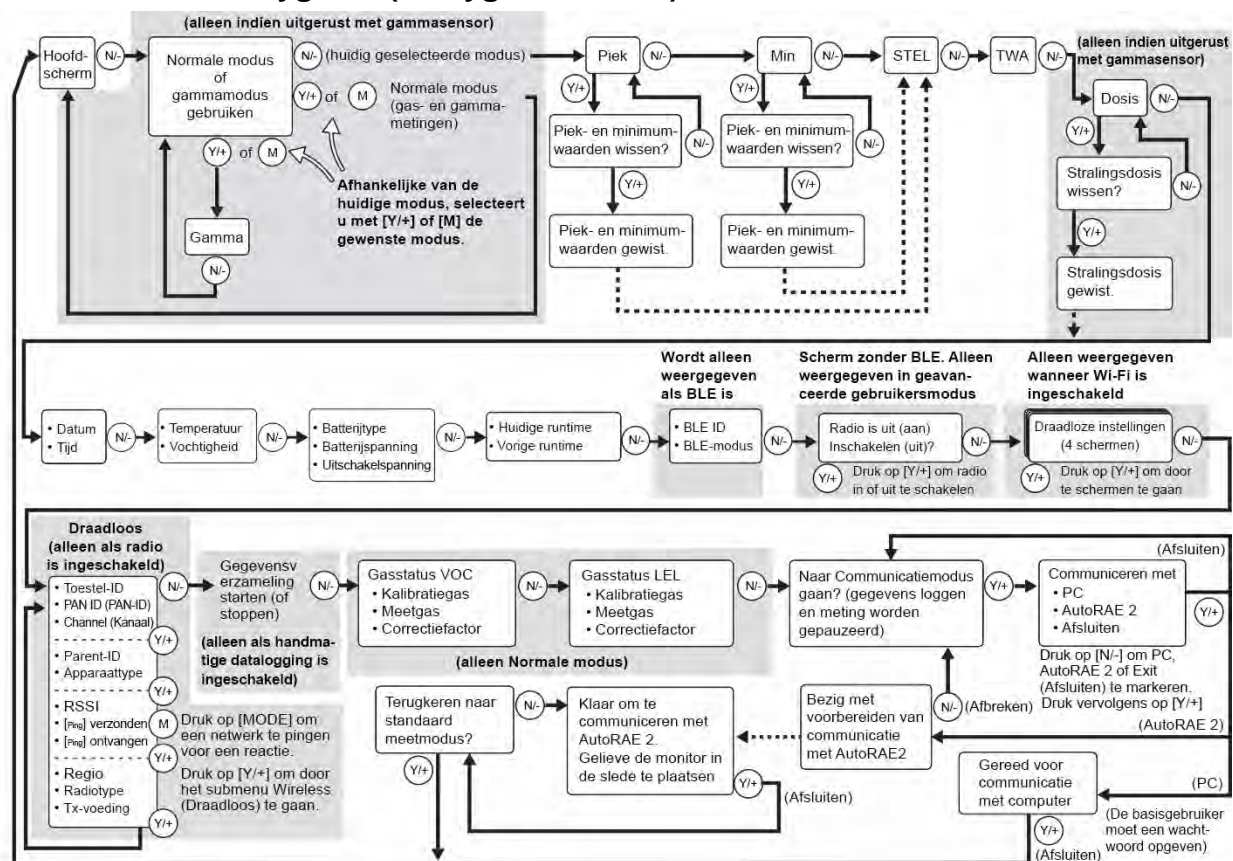 (alleen indien uitgerust met gammasensor)
Hoofd-
scherm
N/-
Normale modus
of
gammamodus
gebruiken
N/- (huidig geselecteerde modus)
Y/+ of M
Normale modus
(gas- en gamma-
metingen)
Y/+ of M
Afhankelijke van de
huidige modus, selecteert
u met [Y/+] of [M] de
gewenste modus.
Gamma
N/-
Piek
N/-
Y/+
Piek- en minimum-
waarden wissen?
N/-
Y/+
Piek- en minimum-
waarden gewist.
Min
N/-
Y/+
Piek- en minimum-
waarden wissen?
N/-
Y/+
Piek- en minimum-
waarden gewist.
STEL
N/-
TWA
N/-
(alleen indien uitgerust
met gammasensor)
Dosis
N/-
Y/+
Stralingsdosis
wissen?
N/-
Y/+
Stralingsdosis
gewist.
• Datum
• Tijd
N/-
• Temperatuur
• Vochtigheid
N/-
• Batterijtype
• Batterijspanning
• Uitschakelspanning
N/-
• Huidige runtime
• Vorige runtime
N/-
Wordt alleen
weergegeven
als BLE is
• BLE ID
• BLE-modus
N/-
Scherm zonder BLE. Alleen
weergegeven in geavan-
ceerde gebruikersmodus
Radio is uit (aan)
Inschakelen (uit)?
N/-
Y/+ Druk op [Y/+] om radio
in of uit te schakelen
Alleen weergegeven
wanneer Wi-Fi is
ingeschakeld
Draadloze instellingen
(4 schermen)
N/-
Y/+ Druk op [Y/+] om door
te schermen te gaan
Draadloos
(alleen als radio
is ingeschakeld)
• Toestel-ID
• PAN ID (PAN-ID)
• Channel (Kanaal)
N/-
Y/+
• Parent-ID
• Apparaattype
Y/+
• RSSI
• [Ping] verzonden
• [Ping] ontvangen
M Druk op [MODE] om
een netwerk te pingen
voor een reactie.
Y/+
• Regio
• Radiotype
• Tx-voeding
Druk op [Y/+] om door
het submenu Wireless
(Draadloos) te gaan.
Y/+
Gegevensv
erzameling
starten (of
stoppen)
N/-
(alleen als handma-
tige datalogging is
ingeschakeld)
Gasstatus VOC
• Kalibratiegas
• Meetgas
• Correctiefactor
N/-
Gasstatus LEL
• Kalibratiegas
• Meetgas
• Correctiefactor
N/-
(alleen Normale modus)
Naar Communicatiemodus
gaan? (gegevens loggen
en meting worden
gepauzeerd)
Y/+
(Afsluiten)
Communiceren met
• PC
• AutoRAE 2
• Afsluiten
Y/+
Druk op [N/-] om PC,
AutoRAE 2 of Exit
(Afsluiten) te markeren.
Druk vervolgens op [Y/+]
(AutoRAE 2)
N/- (Afbreken)
Bezig met
voorbereiden van
communicatie
met AutoRAE2
Klaar om te
communiceren met
AutoRAE 2.
Gelieve de monitor in
de slede te plaatsen
Y/+
(Afsluiten)
Terugkeren naar
standaard
meetmodus?
N/-
Y/+
(PC)
Gereed voor
communicatie
met computer
Y/+
(Afsluiten)
(De basisgebruiker
moet een wacht-
woord opgeven)